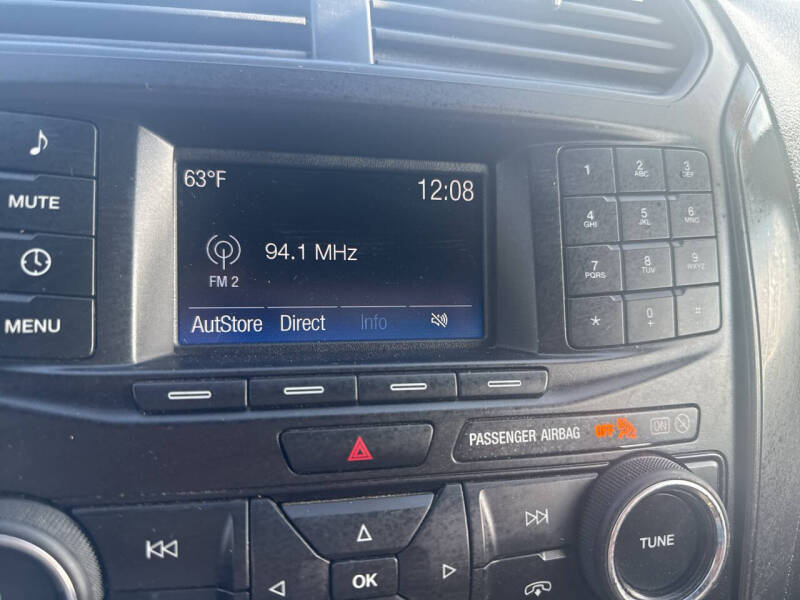 63°F
12:08
94.1 MHz
FM 2
AutStore Direct Info
MUTE
MENU
1
2 ABC
3 DEF
4 GHI
5 JKL
6 MNO
7 PQRS
8 TUV
9 WXYZ
*
0 +
#
PASSENGER AIRBAG OFF ON
OK
TUNE